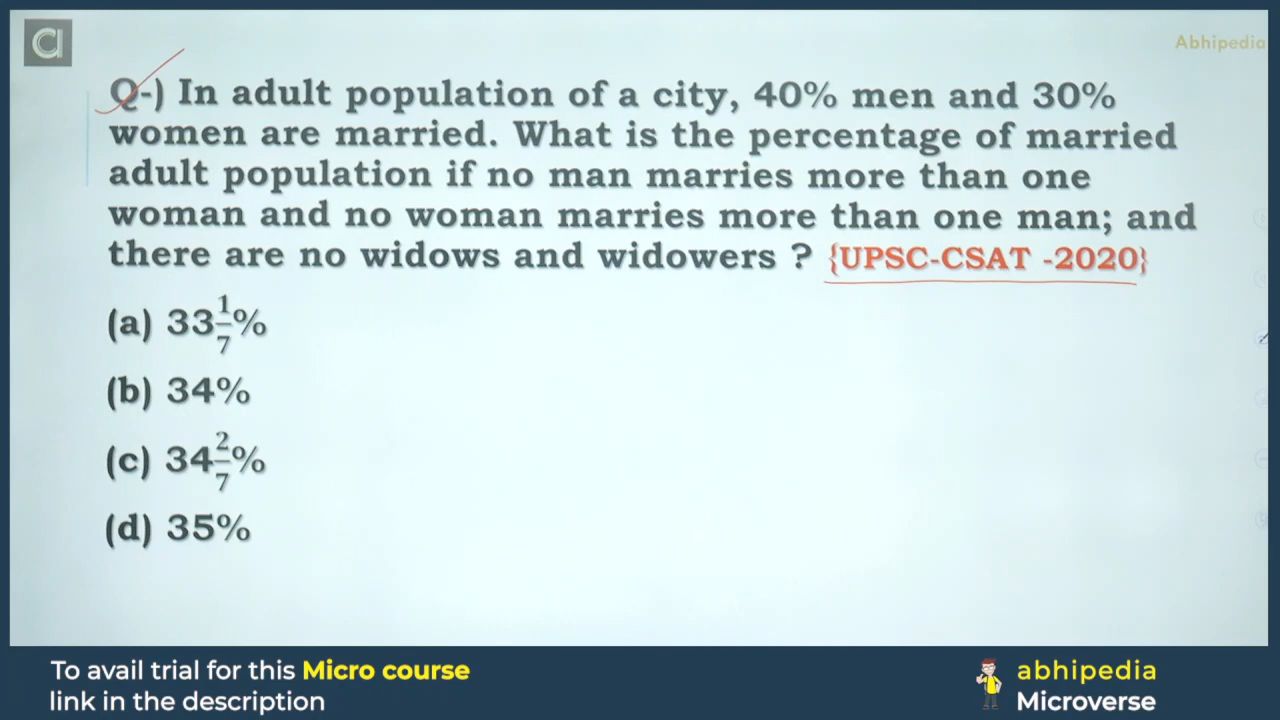 a
Abhipedia
Q-) In adult population of a city, 40% men and 30%
women are married. What is the percentage of married
adult population if no man marries more than one
woman and no woman marries more than one man; and
there are no widows and widowers ? {UPSC-CSAT -2020}
(a) 33 1/7 %
(b) 34%
(c) 34 2/7 %
(d) 35%
To avail trial for this Micro course
link in the description
abhipedia
Microverse